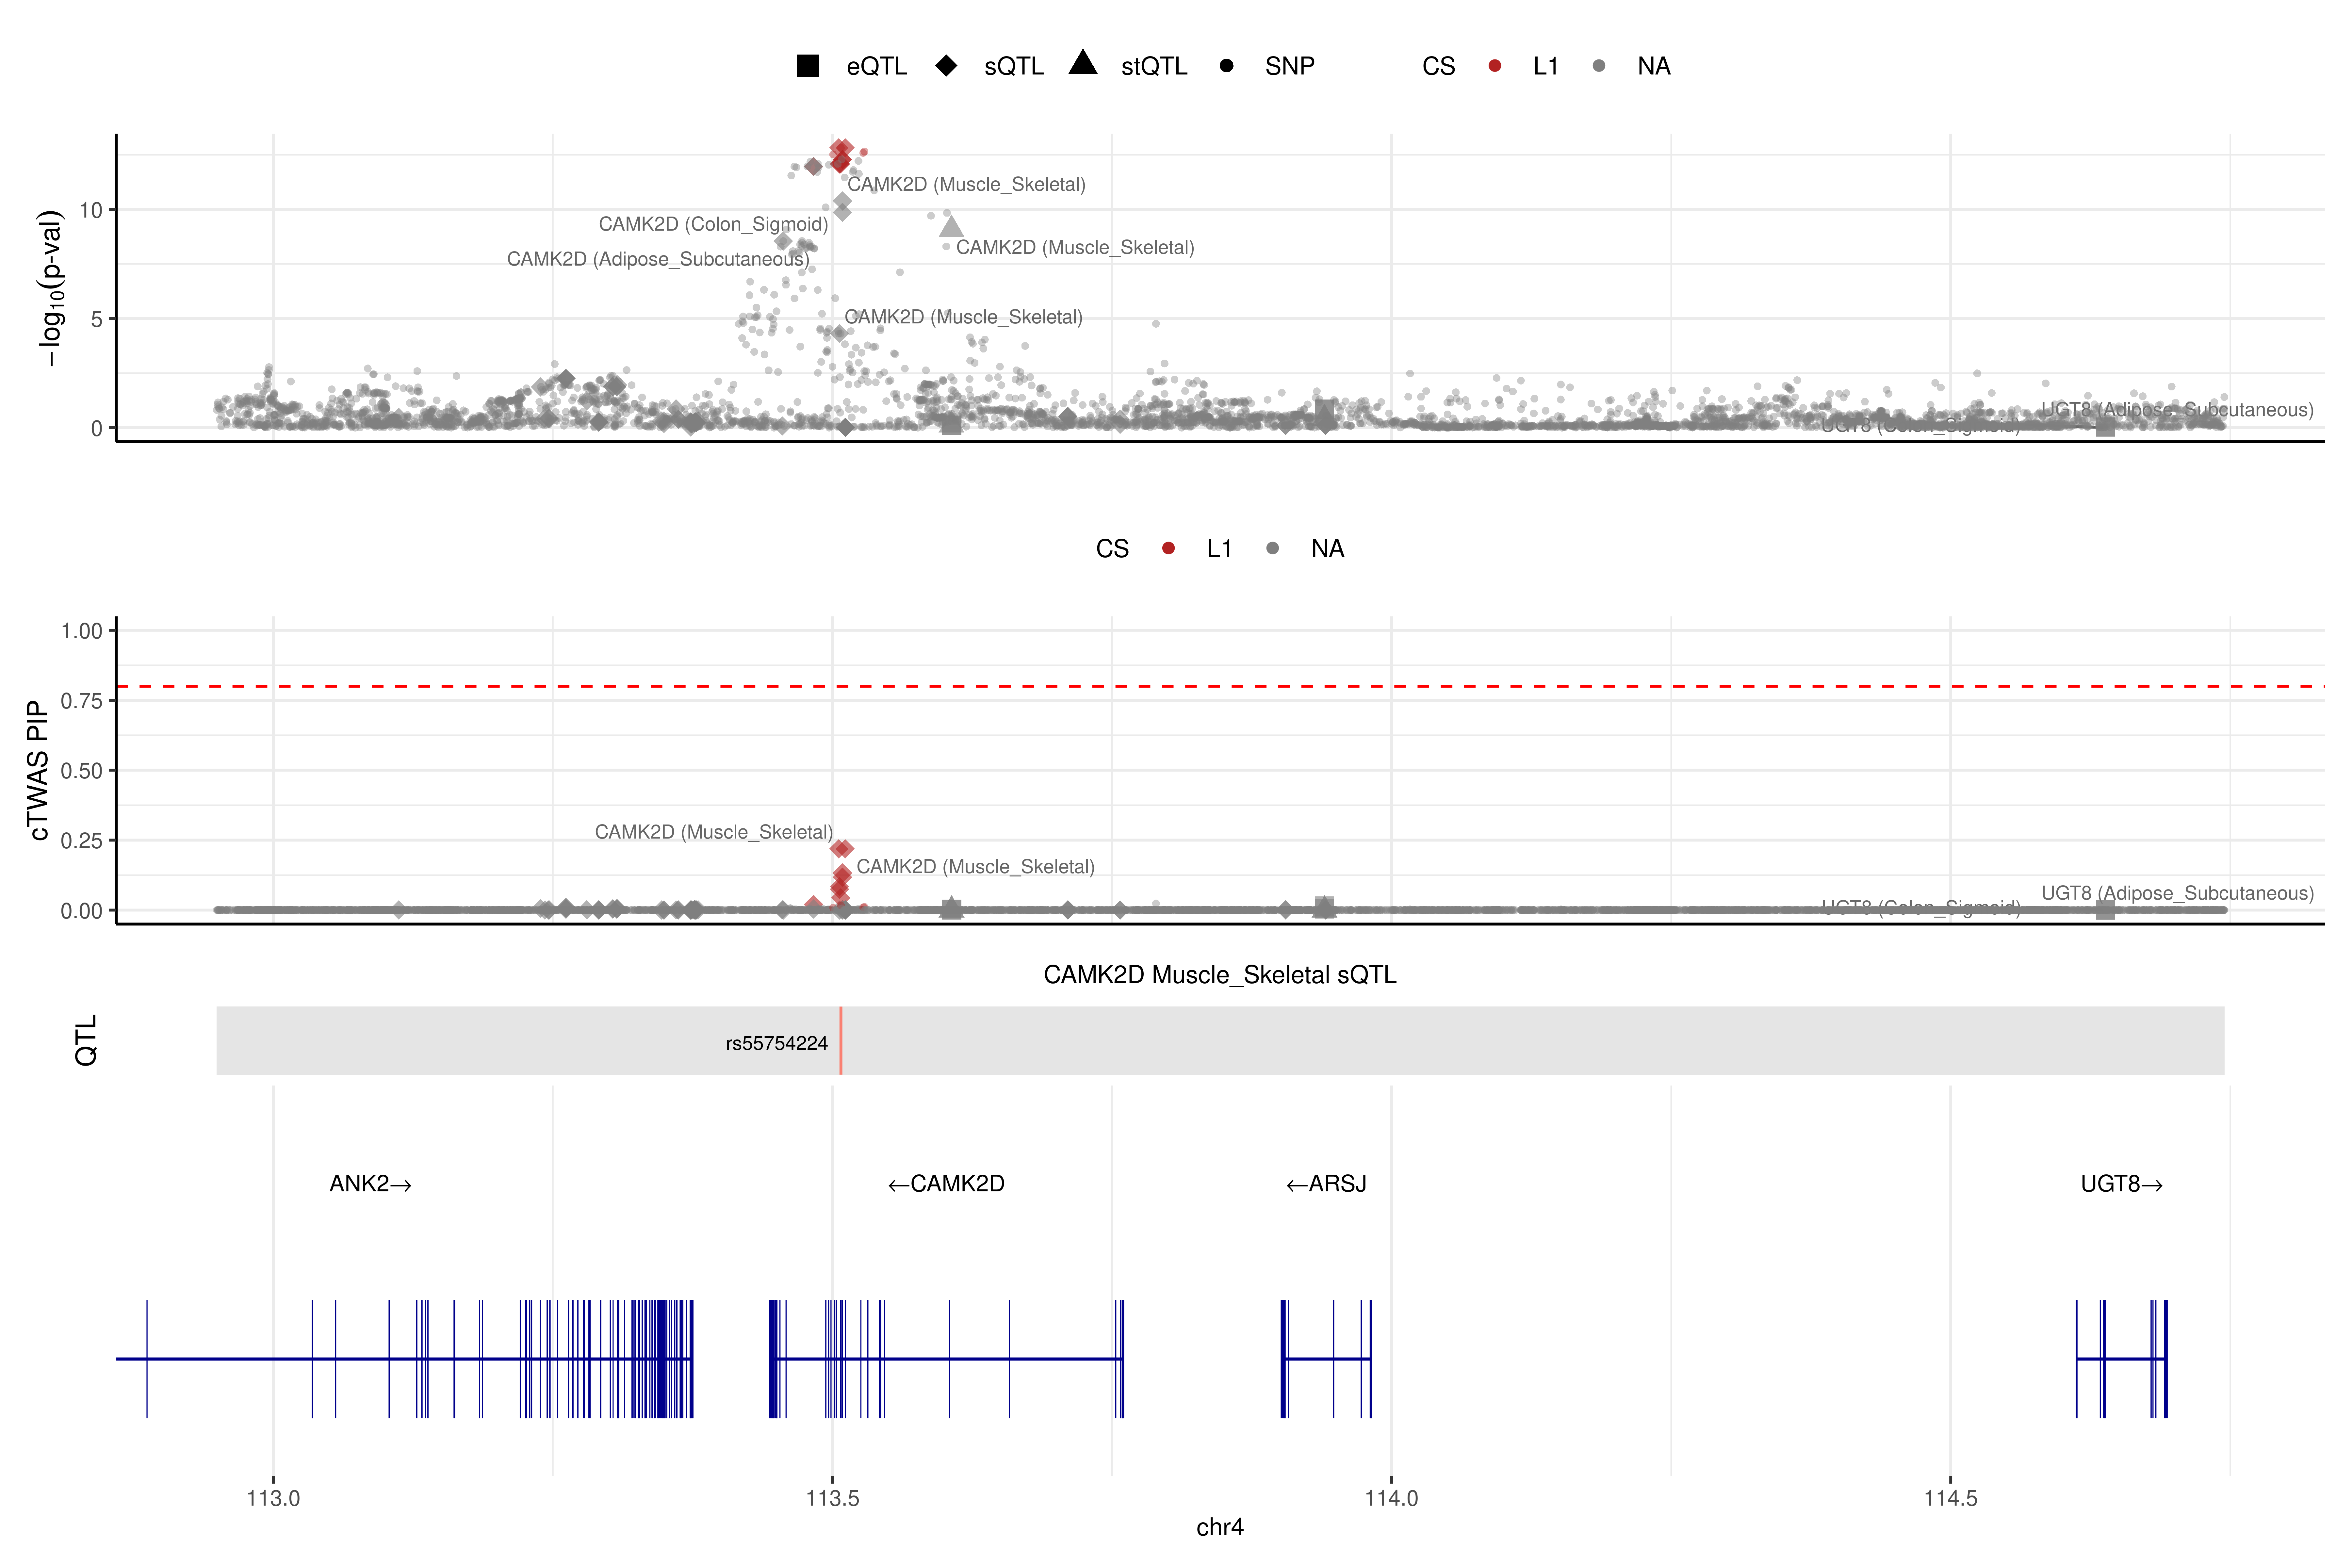 eQTL sQTL stQTL SNP CS L1 NA
−log10(p-val)
10
5
0
CAMK2D (Muscle_Skeletal)
CAMK2D (Colon_Sigmoid)
CAMK2D (Muscle_Skeletal)
CAMK2D (Adipose_Subcutaneous)
CAMK2D (Muscle_Skeletal)
UGT8 (Adipose_Subcutaneous)
UGT8 (Colon_Sigmoid)
CS L1 NA
cTWAS PIP
1.00
0.75
0.50
0.25
0.00
CAMK2D (Muscle_Skeletal)
CAMK2D (Muscle_Skeletal)
UGT8 (Adipose_Subcutaneous)
UGT8 (Colon_Sigmoid)
CAMK2D Muscle_Skeletal sQTL
QTL
rs55754224
ANK2→ ←CAMK2D ←ARSJ UGT8→
113.0 113.5 114.0 114.5
chr4